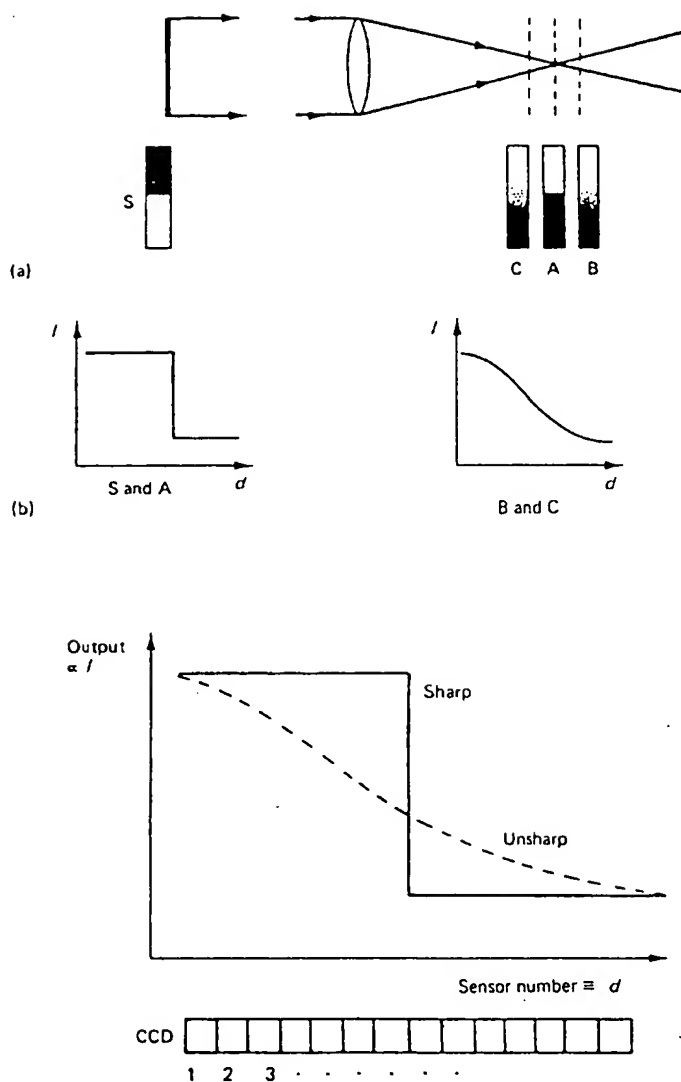 S
C A B
(a)
I I
d d
S and A B and C
(b)
Output
∝ I
Sharp
Unsharp
Sensor number ≡ d
CCD
1 2 3 · · · · · ·